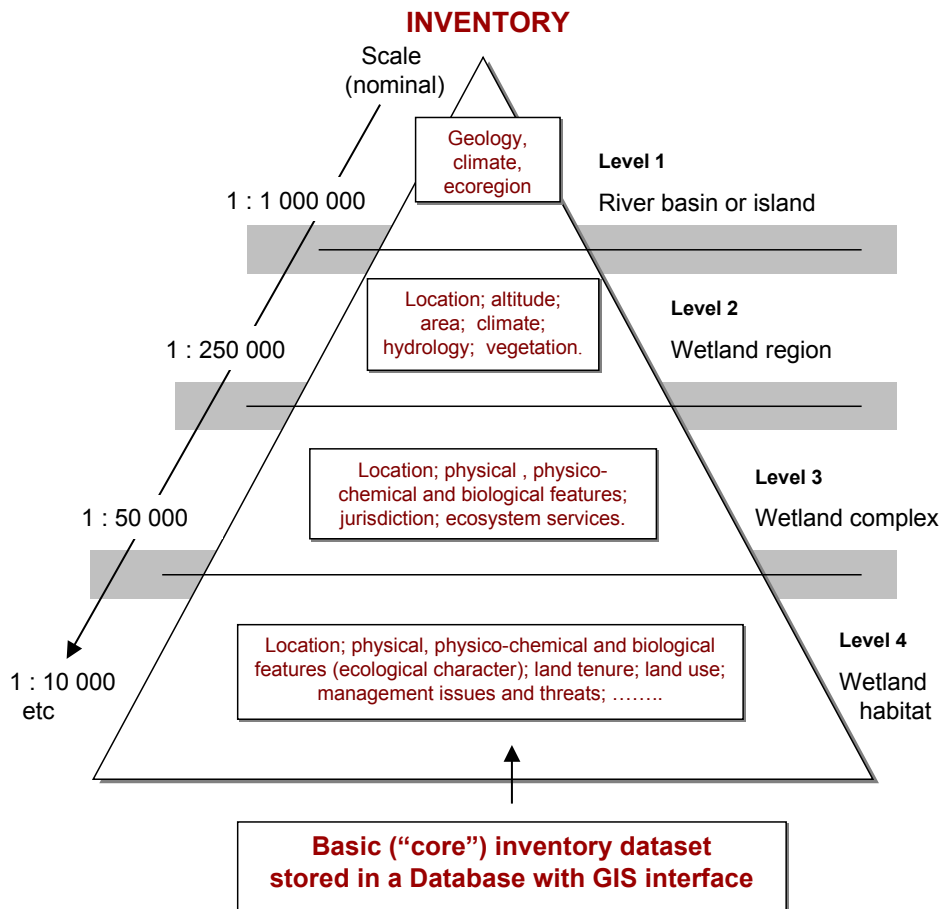 INVENTORY
Scale
(nominal)
Geology,
climate,
ecoregion
Level 1
1 : 1 000 000
River basin or island
Location; altitude;
area; climate;
hydrology; vegetation.
Level 2
1 : 250 000
Wetland region
Location; physical , physico-
chemical and biological features;
jurisdiction; ecosystem services.
Level 3
1 : 50 000
Wetland complex
Location; physical, physico-chemical and biological
features (ecological character); land tenure; land use;
management issues and threats; ……..
Level 4
1 : 10 000
etc
Wetland
habitat
Basic (“core”) inventory dataset
stored in a Database with GIS interface